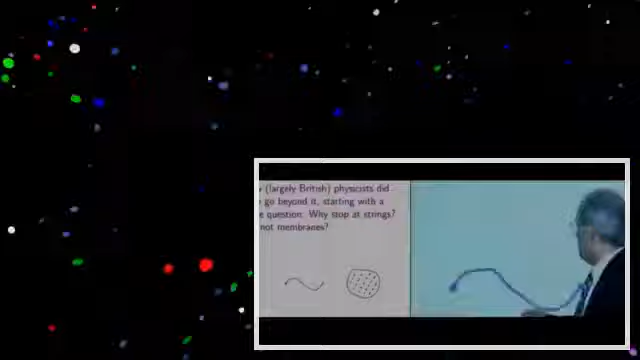 (largely British) physicists did
go beyond it, starting with a
question: Why stop at strings?
not membranes?